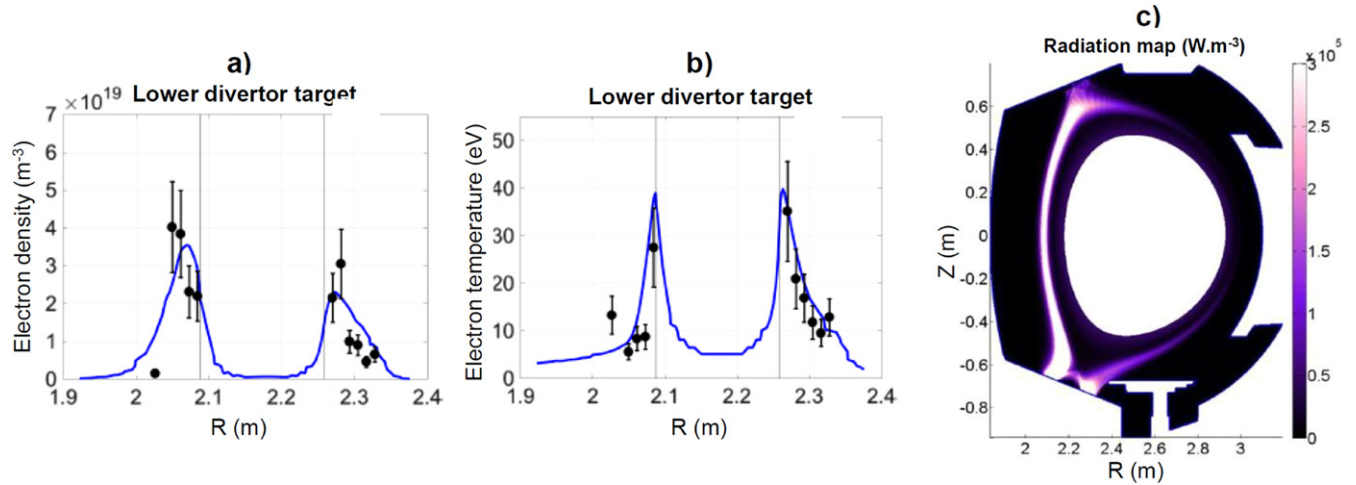 a)
Lower divertor target
× 10^19
7
6
5
4
3
2
1
0
Electron density (m⁻³)
1.9 2 2.1 2.2 2.3 2.4
R (m)
b)
Lower divertor target
50
40
30
20
10
0
Electron temperature (eV)
1.9 2 2.1 2.2 2.3 2.4
R (m)
c)
Radiation map (W.m⁻³)
0.6
0.4
0.2
0
-0.2
-0.4
-0.6
-0.8
Z (m)
2 2.2 2.4 2.6 2.8 3
R (m)
×10^5
3
2.5
2
1.5
1
0.5
0